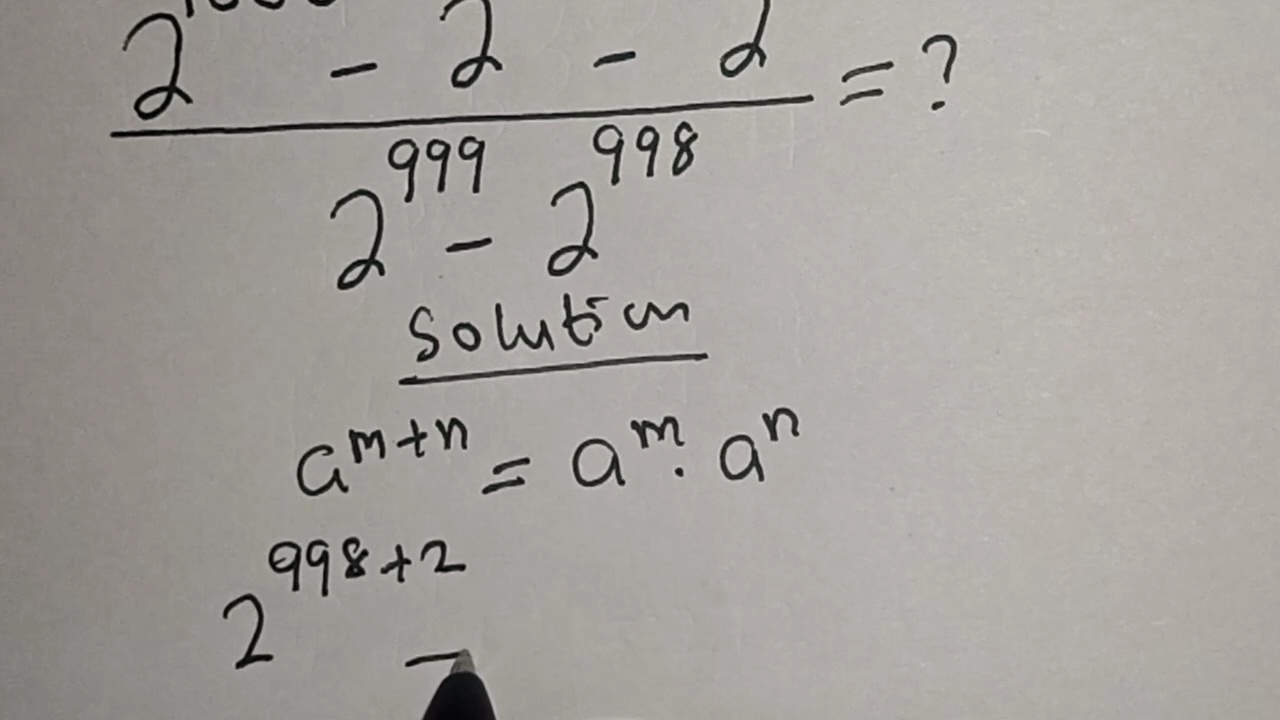 2 - 2 - 2 = ?
2^999 - 2^998
Solution
a^m+n = a^m . a^n
2^998+2 -